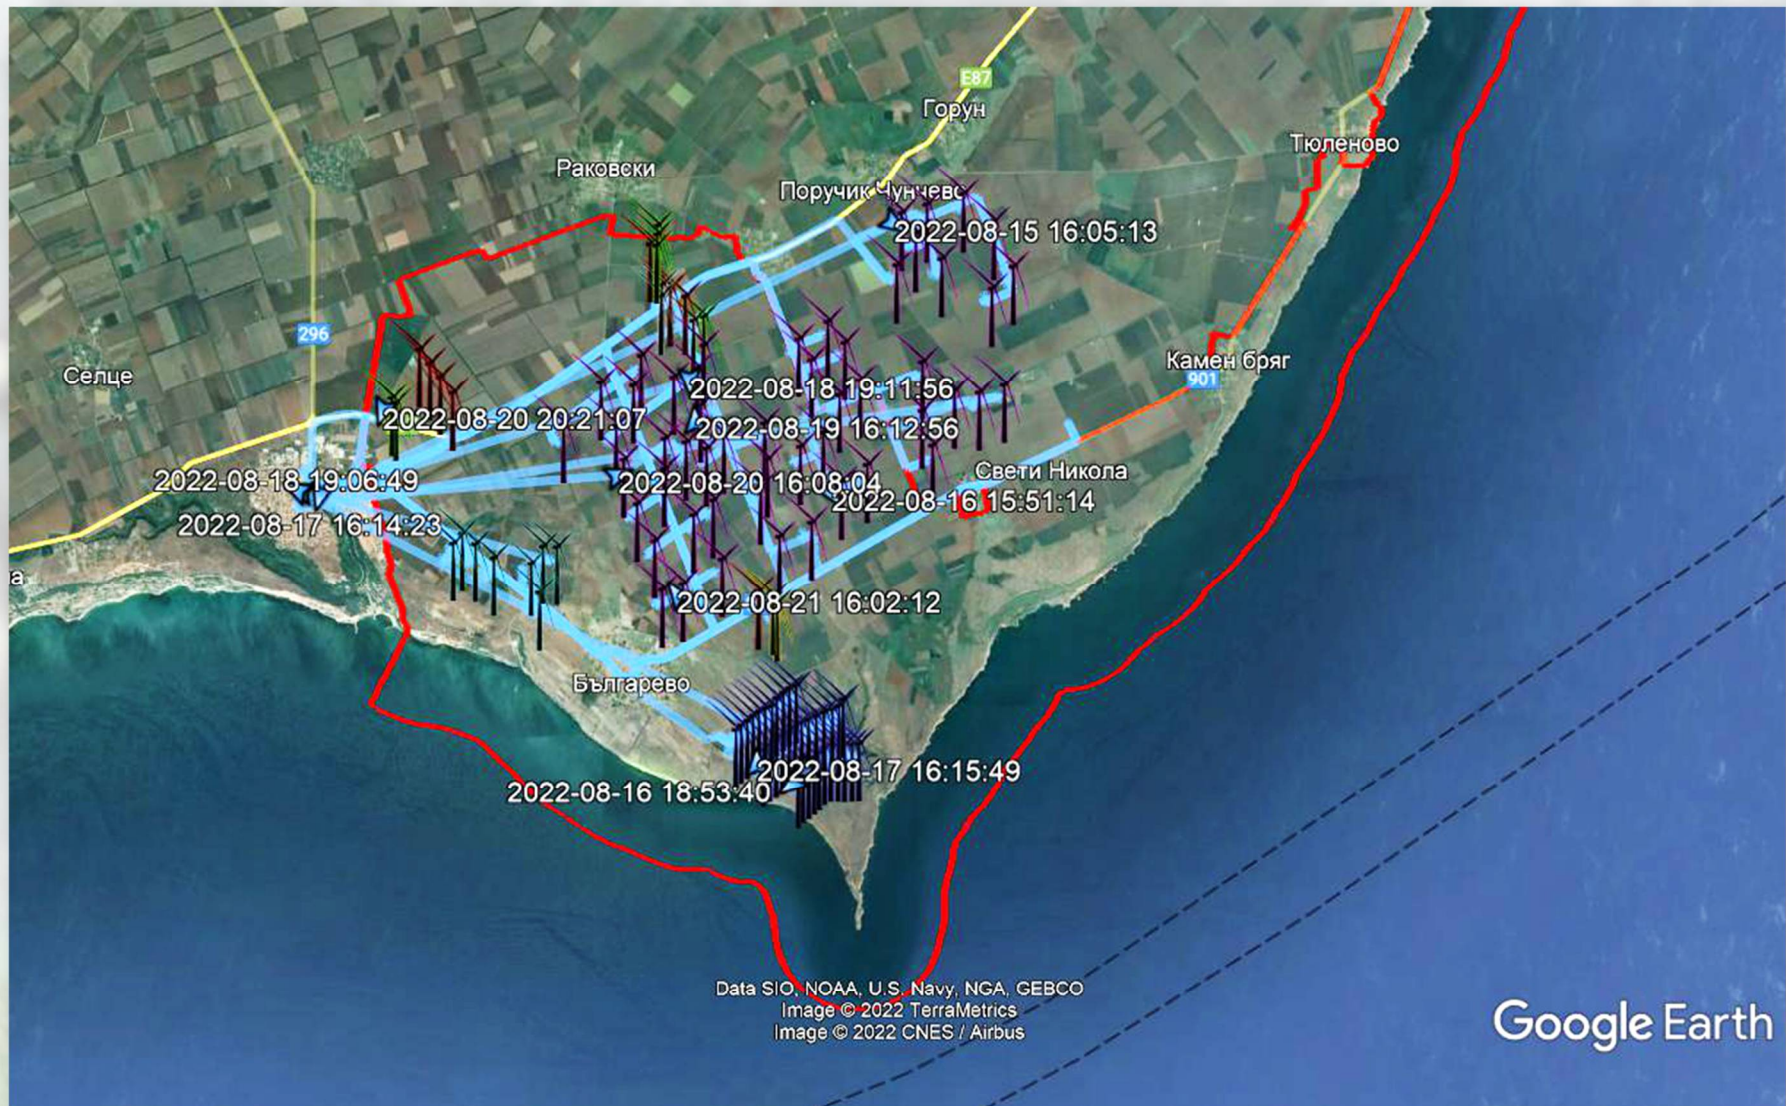 E87
Горун
Тюленово
Раковски
Поручик Чунчево
2022-08-15 16:05:13
296
Камен бряг
901
Селце
2022-08-18 19:11:56
2022-08-20 20:21:07
2022-08-19 16:12:56
Свети Никола
2022-08-18 19:06:49
2022-08-20 16:08:04
2022-08-16 15:51:14
2022-08-17 16:14:23
а
2022-08-21 16:02:12
Българево
2022-08-17 16:15:49
2022-08-16 18:53:40
Data SIO, NOAA, U.S. Navy, NGA, GEBCO
Image © 2022 TerraMetrics
Image © 2022 CNES / Airbus
Google Earth